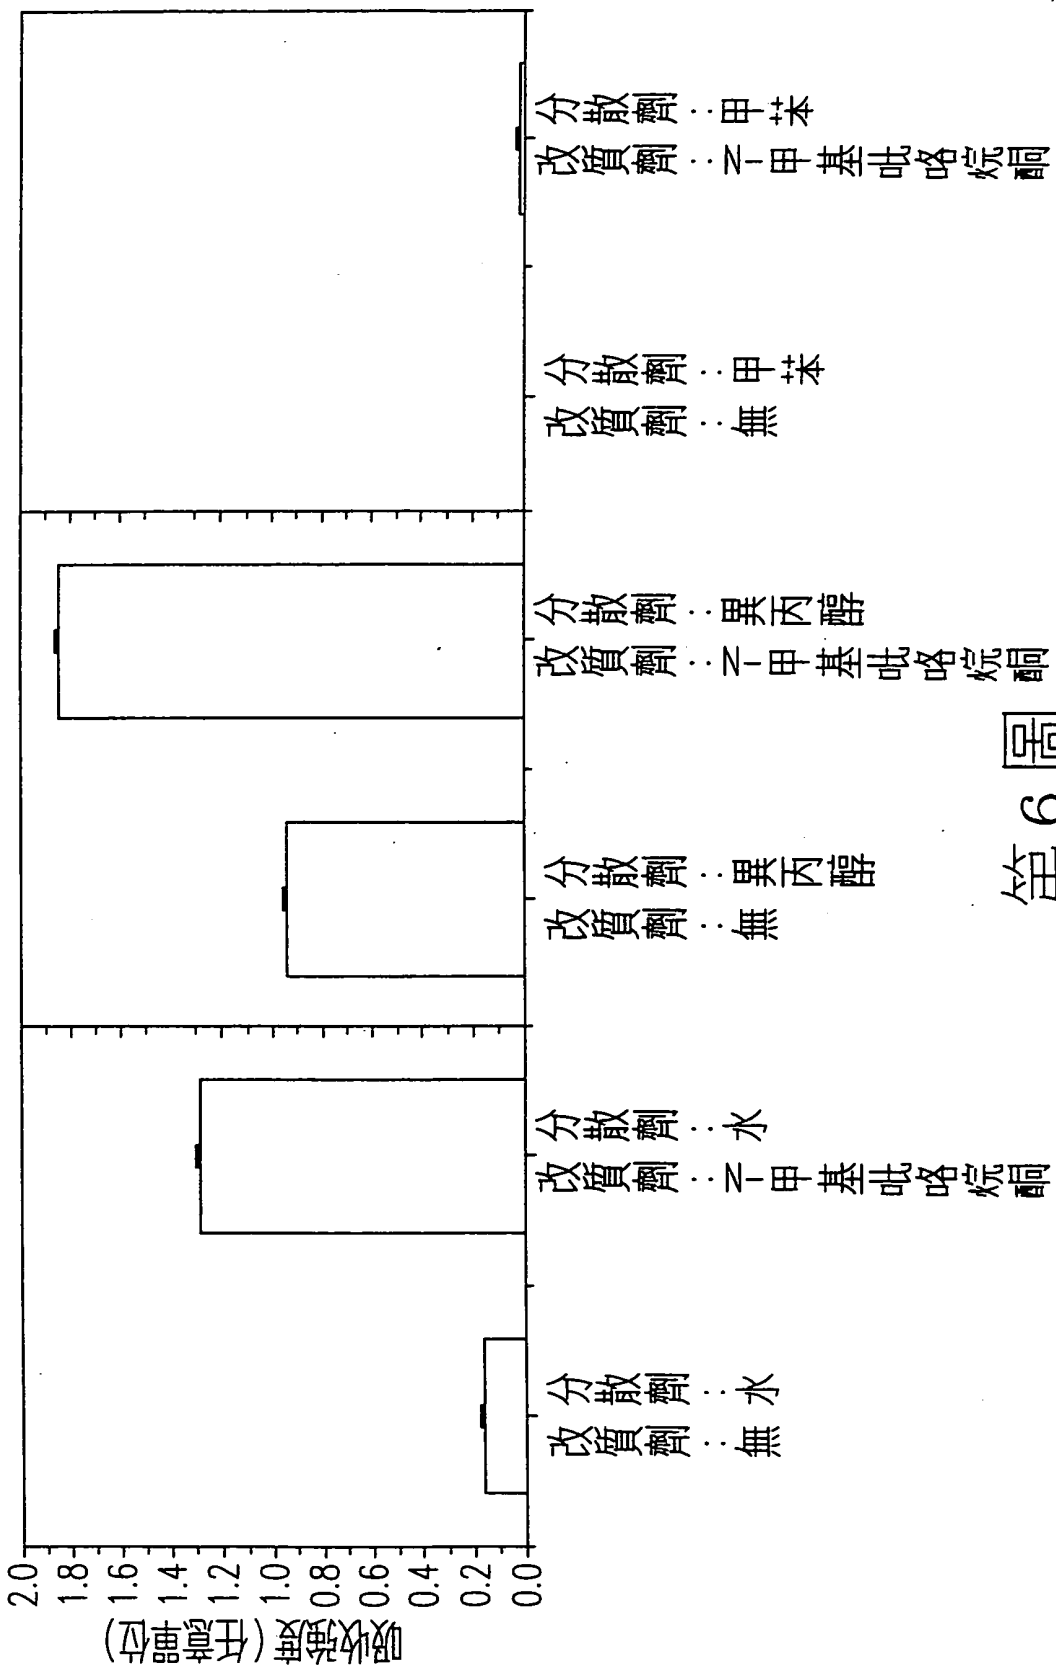 吸收強度(任意單位)
2.0
1.8
1.6
1.4
1.2
1.0
0.8
0.6
0.4
0.2
0.0
分散劑:水
改質劑:無
分散劑:水
改質劑:N-甲基吡咯烷酮
分散劑:異丙醇
改質劑:無
分散劑:異丙醇
改質劑:N-甲基吡咯烷酮
分散劑:甲苯
改質劑:無
分散劑:甲苯
改質劑:N-甲基吡咯烷酮
第6圖